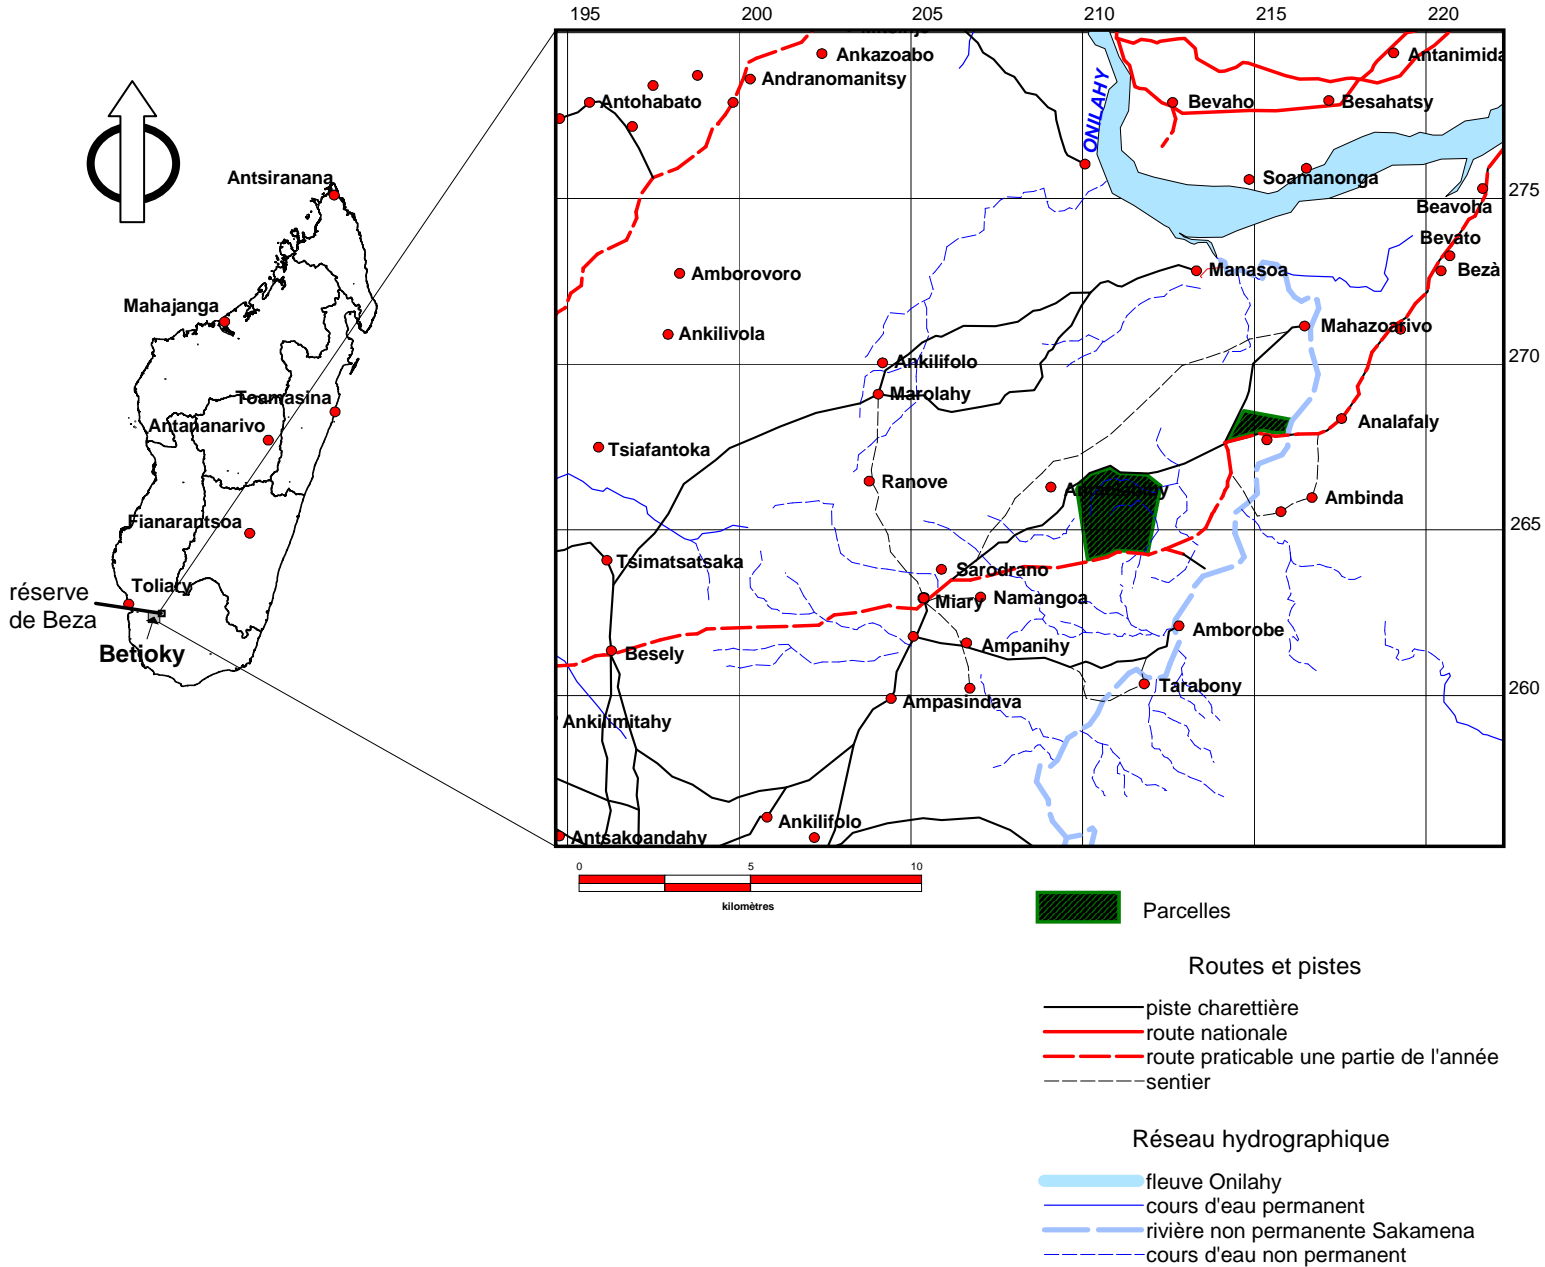 195 200 205 210 215 220
Ankazoabo
Antanimida
Andranomanitsy
Antohabato
Bevaho
Besahatsy
ONILAHY
Antsiranana
Soamanonga
275
Beavoha
Bevato
Amborovoro
Manasoa
Bezà
Mahajanga
Ankilivola
Mahazoarivo
270
Ankilifolo
Marolahy
Toamasina
Antananarivo
Analafaly
Tsiafantoka
Ranove
Ambinda
Fianarantsoa
265
Tsimatsatsaka
Sarodrano
Toliary
réserve
de Beza
Miary
Namangoa
Amborobe
Betioky
Besely
Ampanihy
Tarabony
260
Ampasindava
Ankilimitahy
Ankilifolo
Antsakoandahy
0 5 10
kilomètres
Parcelles
Routes et pistes
piste charettière
route nationale
route praticable une partie de l'année
sentier
Réseau hydrographique
fleuve Onilahy
cours d'eau permanent
rivière non permanente Sakamena
cours d'eau non permanent